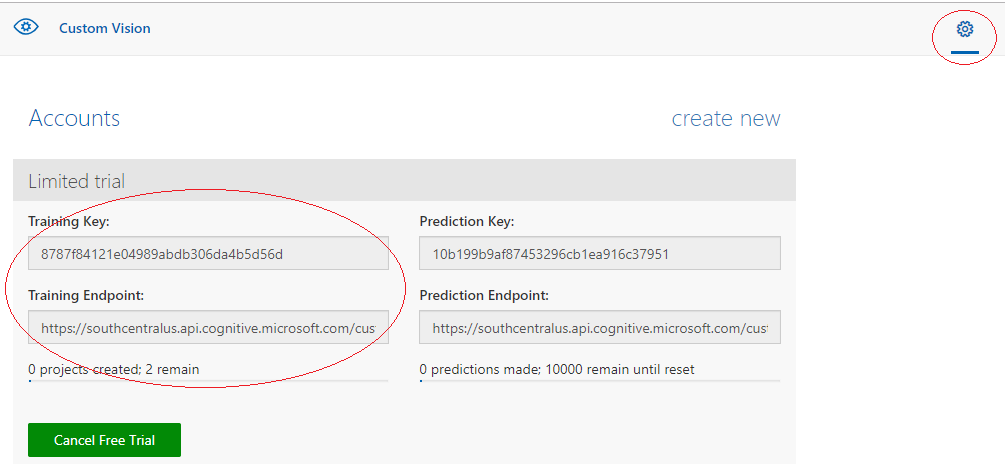 Custom Vision
Accounts
create new
Limited trial
Training Key:
Prediction Key:
8787f84121e04989abdb306da4b5d56d
10b199b9af87453296cb1ea916c37951
Training Endpoint:
Prediction Endpoint:
https://southcentralus.api.cognitive.microsoft.com/cus
https://southcentralus.api.cognitive.microsoft.com/cust
0 projects created; 2 remain
0 predictions made; 10000 remain until reset
Cancel Free Trial